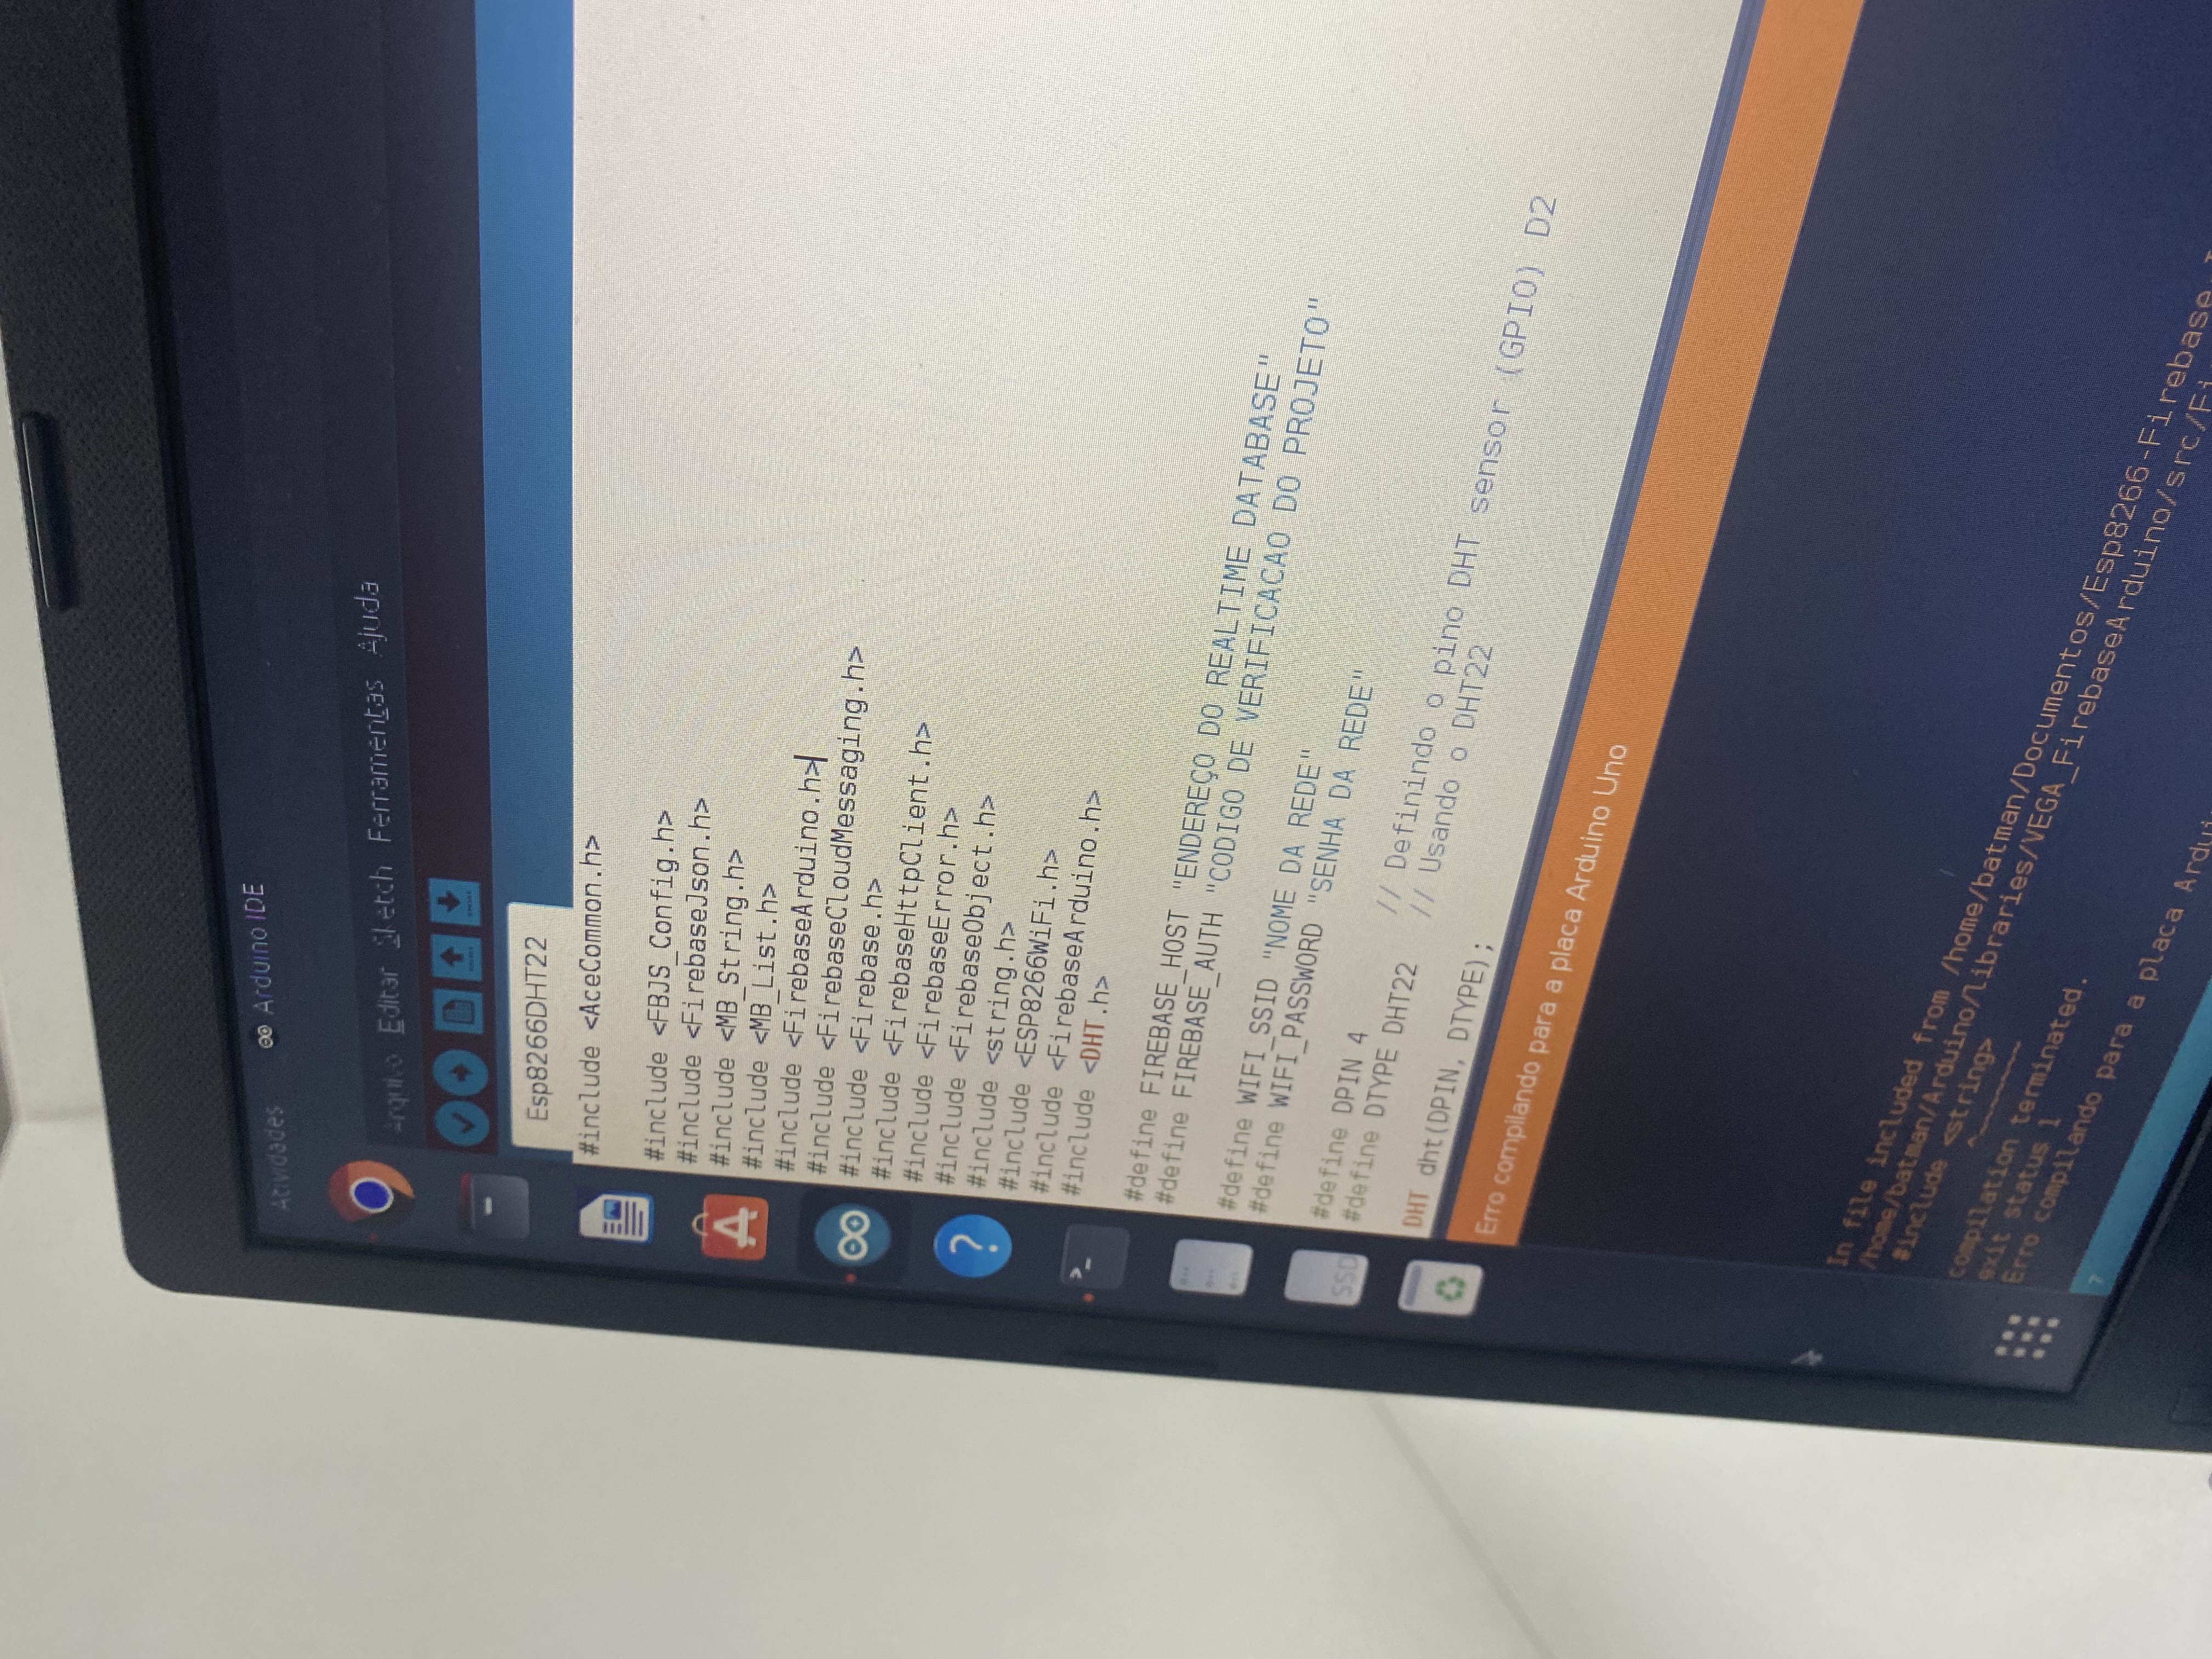 Atividades
Arduino IDE
Arquivo Editar Sketch Ferramentas Ajuda
Esp8266DHT22
#include <AceCommon.h>
#include <FBJS_Config.h>
#include <FirebaseJson.h>
#include <MB_String.h>
#include <MB_List.h>
#include <FirebaseArduino.h>
#include <FirebaseCloudMessaging.h>
#include <Firebase.h>
#include <FirebaseHttpClient.h>
#include <FirebaseError.h>
#include <FirebaseObject.h>
#include <string.h>
#include <ESP8266WiFi.h>
#include <FirebaseArduino.h>
#include <DHT.h>
#define FIREBASE_HOST "ENDEREÇO DO REALTIME DATABASE"
#define FIREBASE_AUTH "CODIGO DE VERIFICACAO DO PROJETO"
#define WIFI_SSID "NOME DA REDE"
#define WIFI_PASSWORD "SENHA DA REDE"
#define DPIN 4 // Definindo o pino DHT sensor (GPIO) D2
#define DTYPE DHT22 // Usando o DHT22
DHT dht(DPIN, DTYPE);
Erro compilando para a placa Arduino Uno
In file included from /home/batman/Documentos/Esp8266-Firebase-
/home/batman/Arduino/libraries/VEGA_FirebaseArduino/src/Fi
#include <string>
^~~~~~~~
compilation terminated.
exit status 1
Erro compilando para a placa Ardui
7
SSD